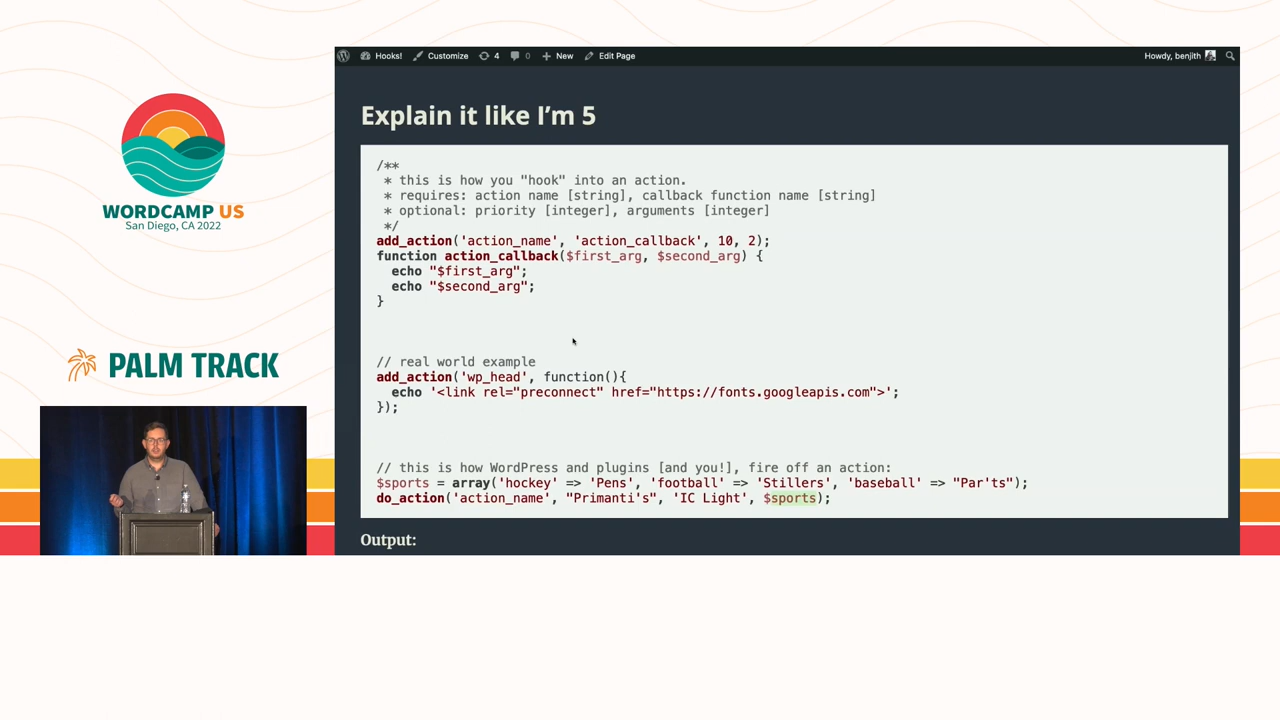 WORDCAMP US
San Diego, CA 2022
PALM TRACK
Hooks! Customize 4 0 New Edit Page Howdy, benjith
Explain it like I’m 5
/**
 * this is how you "hook" into an action.
 * requires: action name [string], callback function name [string]
 * optional: priority [integer], arguments [integer]
 */
add_action('action_name', 'action_callback', 10, 2);
function action_callback($first_arg, $second_arg) {
  echo "$first_arg";
  echo "$second_arg";
}
// real world example
add_action('wp_head', function(){
  echo '<link rel="preconnect" href="https://fonts.googleapis.com">';
});
// this is how WordPress and plugins [and you!], fire off an action:
$sports = array('hockey' => 'Pens', 'football' => 'Stillers', 'baseball' => "Par'ts");
do_action('action_name', "Primanti's", 'IC Light', $sports);
Output: